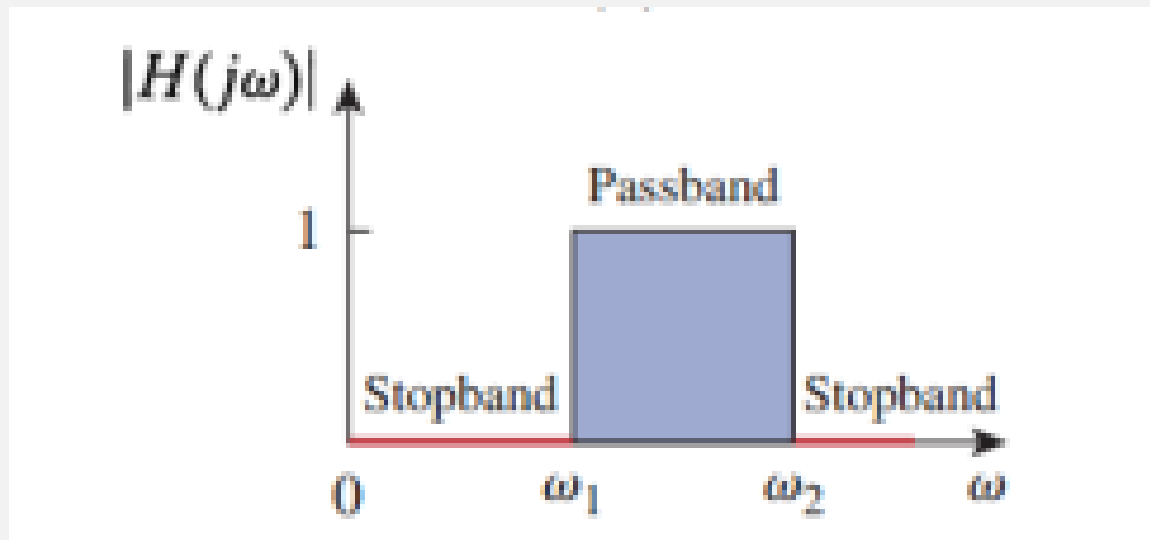 |H(jω)|
Passband
1
Stopband Stopband
0 ω₁ ω₂ ω